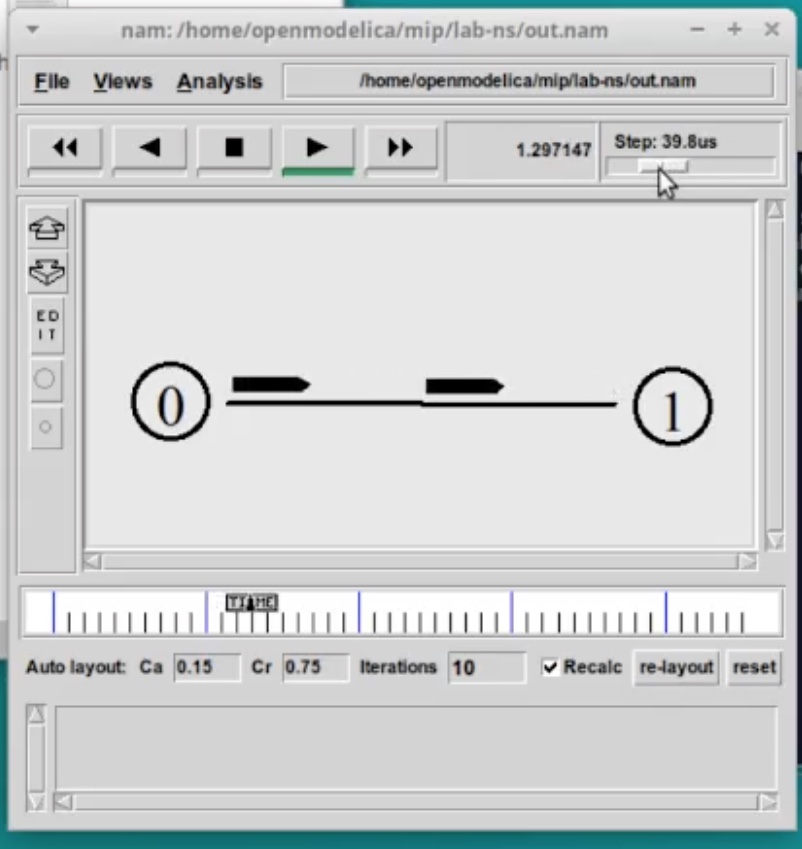 nam: /home/openmodelica/mip/lab-ns/out.nam
File Views Analysis /home/openmodelica/mip/lab-ns/out.nam
1.297147 Step: 39.8us
ED
IT
0 1
TIME
Auto layout: Ca 0.15 Cr 0.75 Iterations 10 Recalc re-layout reset